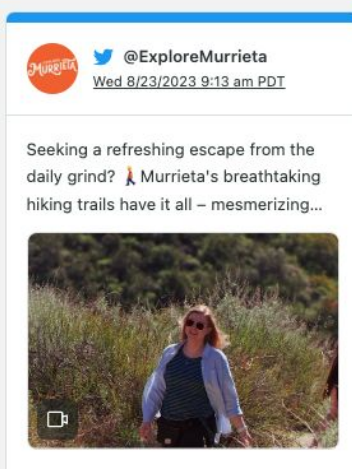 MURRIETA
@ExploreMurrieta
Wed 8/23/2023 9:13 am PDT
Seeking a refreshing escape from the
daily grind? 🚶 Murrieta's breathtaking
hiking trails have it all – mesmerizing...